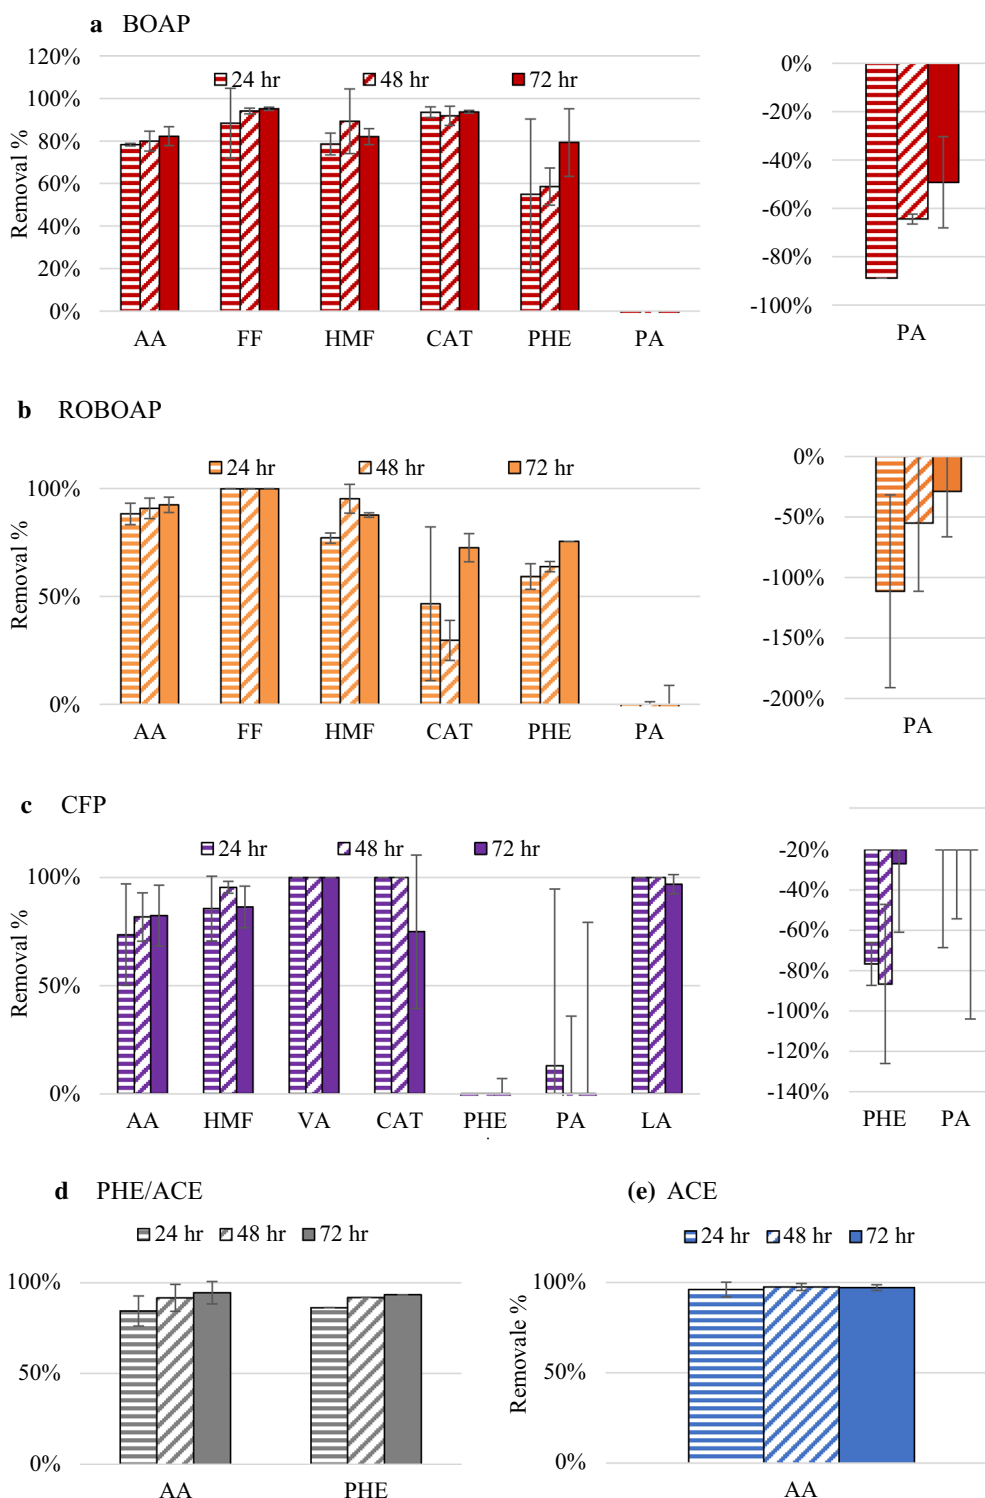 a BOAP
120%
100%
80%
60%
40%
20%
0%
Removal %
24 hr 48 hr 72 hr
AA FF HMF CAT PHE PA
0%
-20%
-40%
-60%
-80%
-100%
PA
b ROBOAP
100%
50%
0%
Removal %
24 hr 48 hr 72 hr
AA FF HMF CAT PHE PA
0%
-50%
-100%
-150%
-200%
PA
c CFP
100%
50%
0%
Removal %
24 hr 48 hr 72 hr
AA HMF VA CAT PHE PA LA
-20%
-40%
-60%
-80%
-100%
-120%
-140%
PHE PA
d PHE/ACE
24 hr 48 hr 72 hr
100%
50%
0%
AA PHE
(e) ACE
24 hr 48 hr 72 hr
100%
50%
0%
Removale %
AA